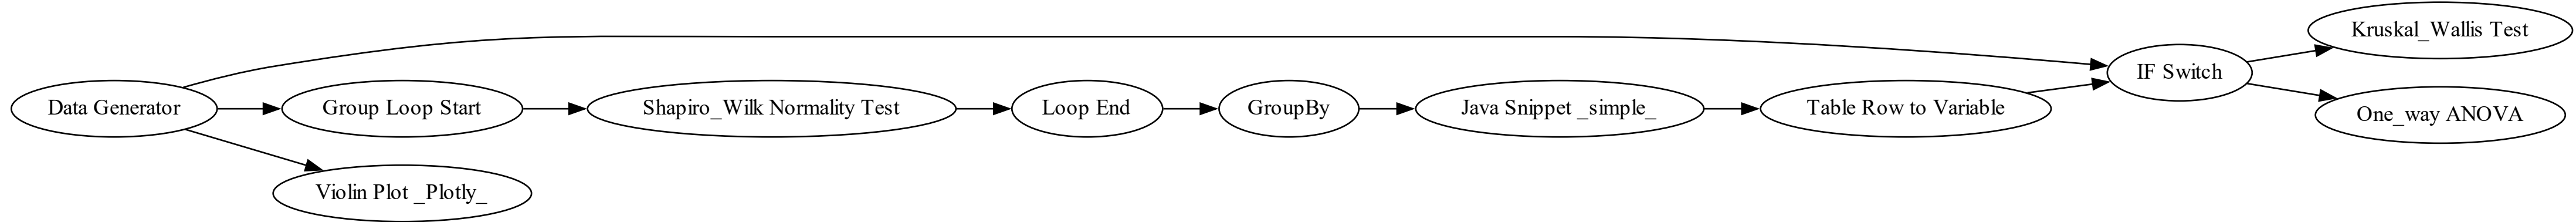 Kruskal_Wallis Test
IF Switch
Data Generator
Group Loop Start
Shapiro_Wilk Normality Test
Loop End
GroupBy
Java Snippet _simple_
Table Row to Variable
One_way ANOVA
Violin Plot _Plotly_